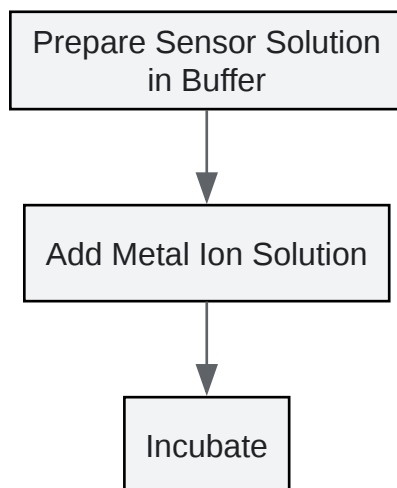 Prepare Sensor Solution
in Buffer
Add Metal Ion Solution
Incubate